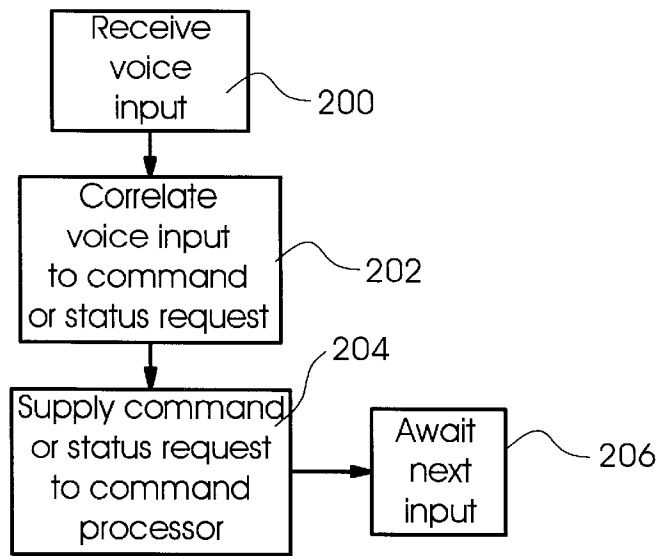 Receive
voice
input
200
Correlate
voice input
to command
or status request
202
204
Supply command
or status request
to command
processor
Await
next
input
206